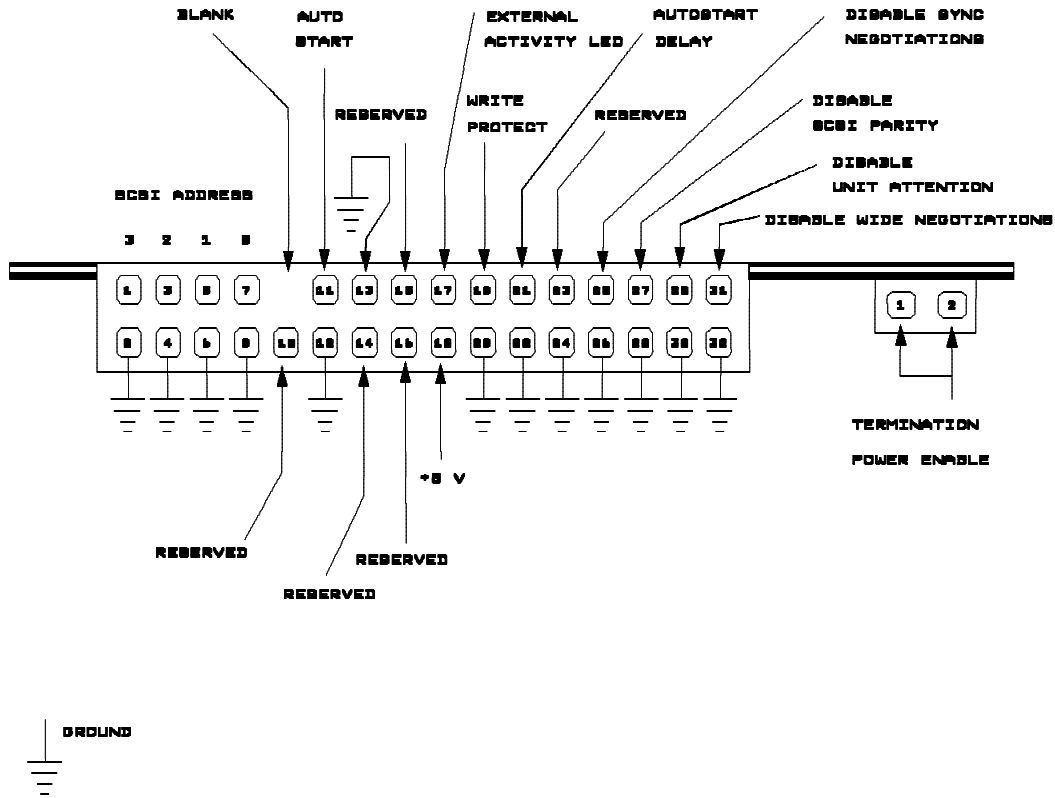 BLANK
AUTO
START
EXTERNAL
ACTIVITY LED
AUTOSTART
DELAY
DISABLE SYNC
NEGOTIATIONS
RESERVED
WRITE
PROTECT
RESERVED
DISABLE
SCSI PARITY
DISABLE
UNIT ATTENTION
DISABLE WIDE NEGOTIATIONS
SCSI ADDRESS
3 2 1 0
1 3 5 7 11 13 15 17 19 21 23 25 27 29 31
2 4 6 8 10 12 14 16 18 20 22 24 26 28 30 32
1 2
TERMINATION
POWER ENABLE
+5 V
RESERVED
RESERVED
RESERVED
GROUND